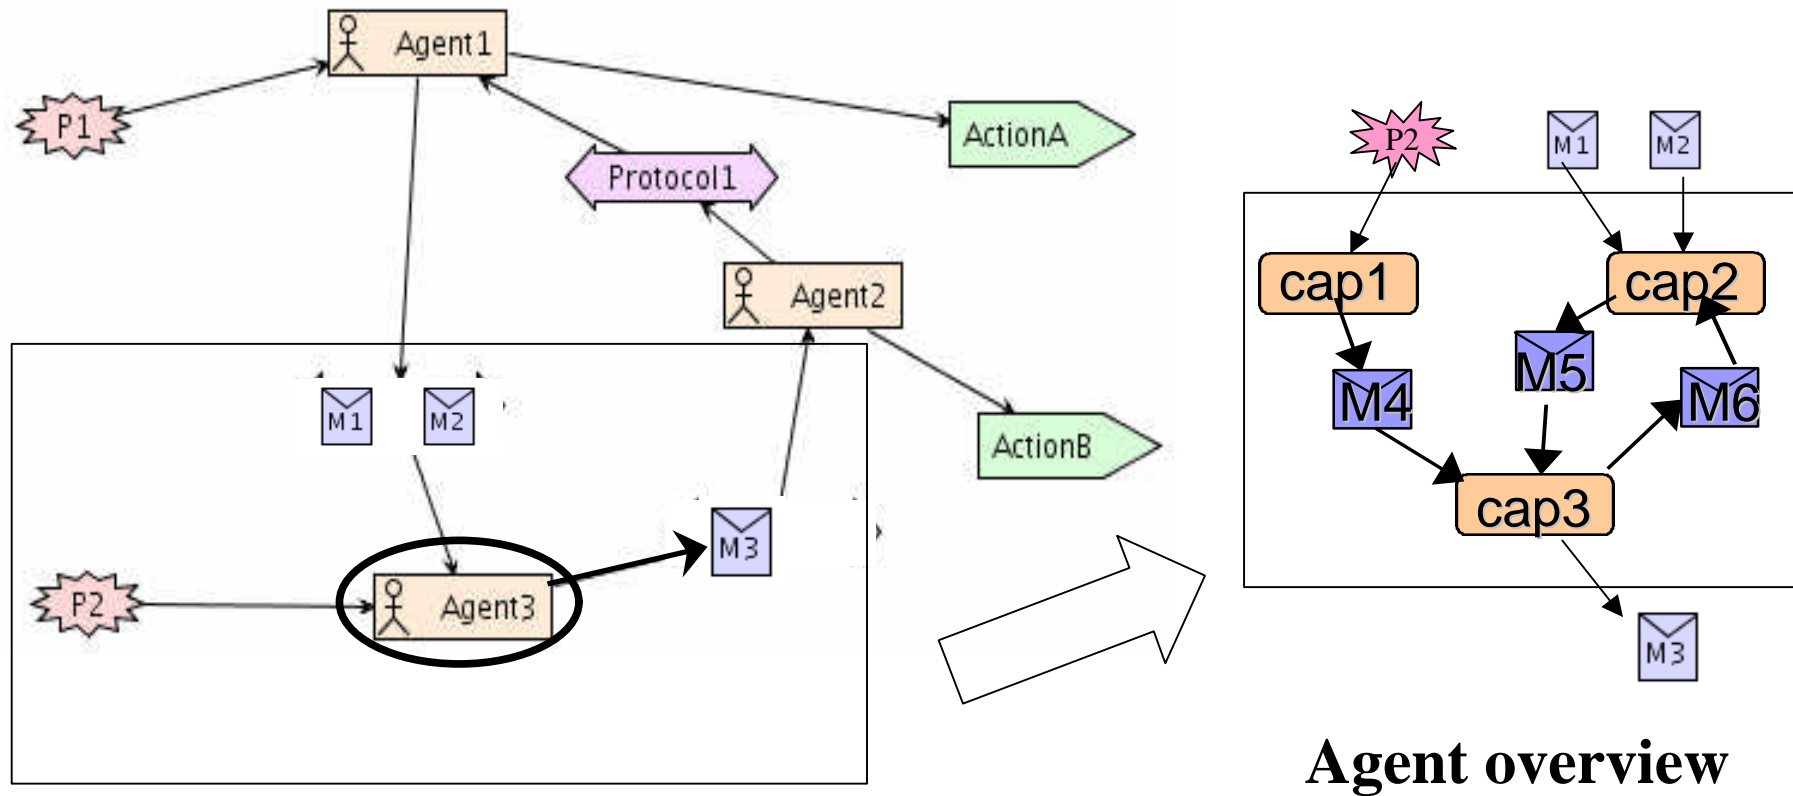 Agent1
P1
ActionA
Protocol1
Agent2
M1 M2
ActionB
M3
P2
Agent3
P2
M1
M2
cap1
cap2
M5
M4
M6
cap3
M3
Agent overview